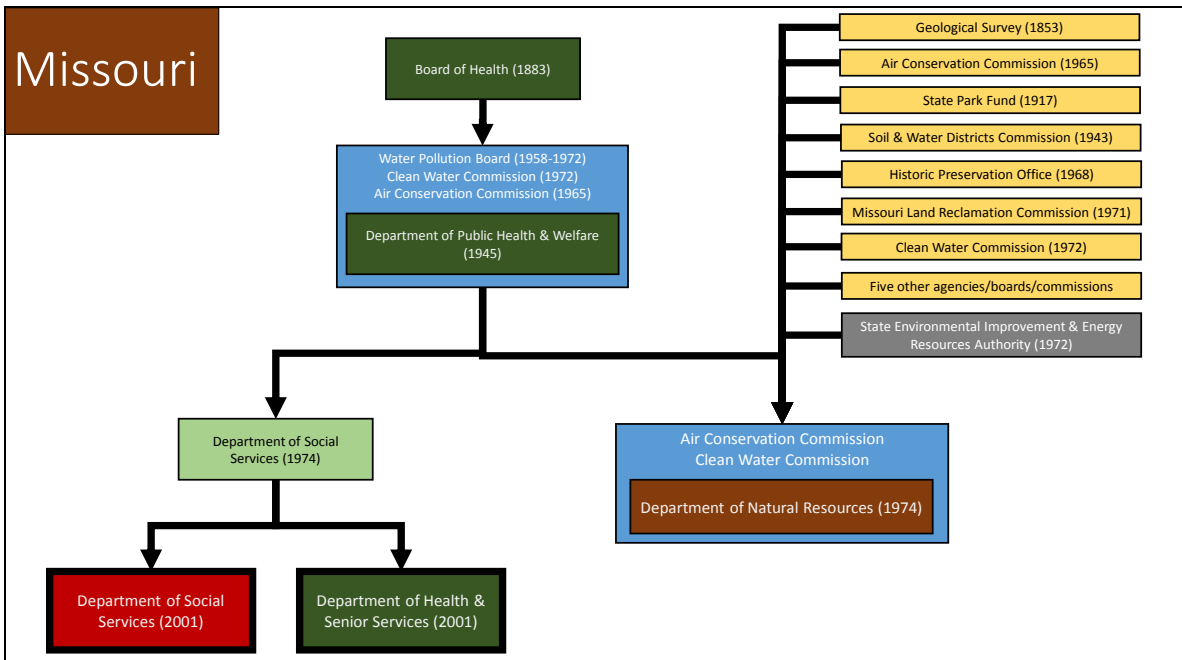 Missouri
Board of Health (1883)
Water Pollution Board (1958-1972)
Clean Water Commission (1972)
Air Conservation Commission (1965)
Department of Public Health & Welfare
(1945)
Geological Survey (1853)
Air Conservation Commission (1965)
State Park Fund (1917)
Soil & Water Districts Commission (1943)
Historic Preservation Office (1968)
Missouri Land Reclamation Commission (1971)
Clean Water Commission (1972)
Five other agencies/boards/commissions
State Environmental Improvement & Energy
Resources Authority (1972)
Department of Social
Services (1974)
Air Conservation Commission
Clean Water Commission
Department of Natural Resources (1974)
Department of Social
Services (2001)
Department of Health &
Senior Services (2001)